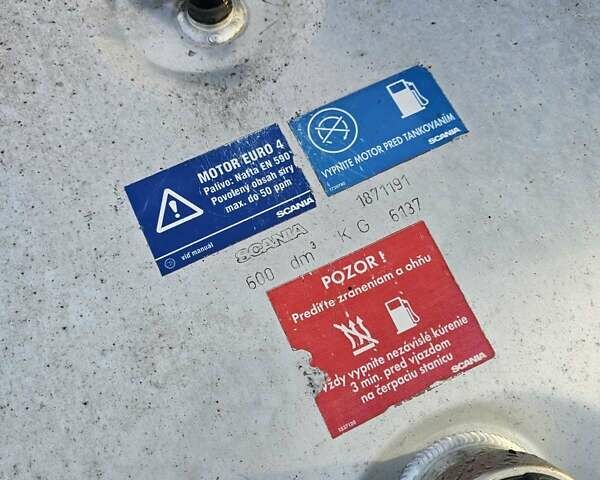 MOTOR EURO 4
Palivo: Nafta EN 590
Povolený obsah síry
max. do 50 ppm
SCANIA
viď manuál
VYPNITE MOTOR PRED TANKOVANÍM
SCANIA
SCANIA
1871191
600 dm³ KG 6137
POZOR !
Predíťte zraneniam a ohňu
vždy vypnite nezávislé kúrenie
3 min. pred vjazdom
na čerpaciu stanicu
SCANIA